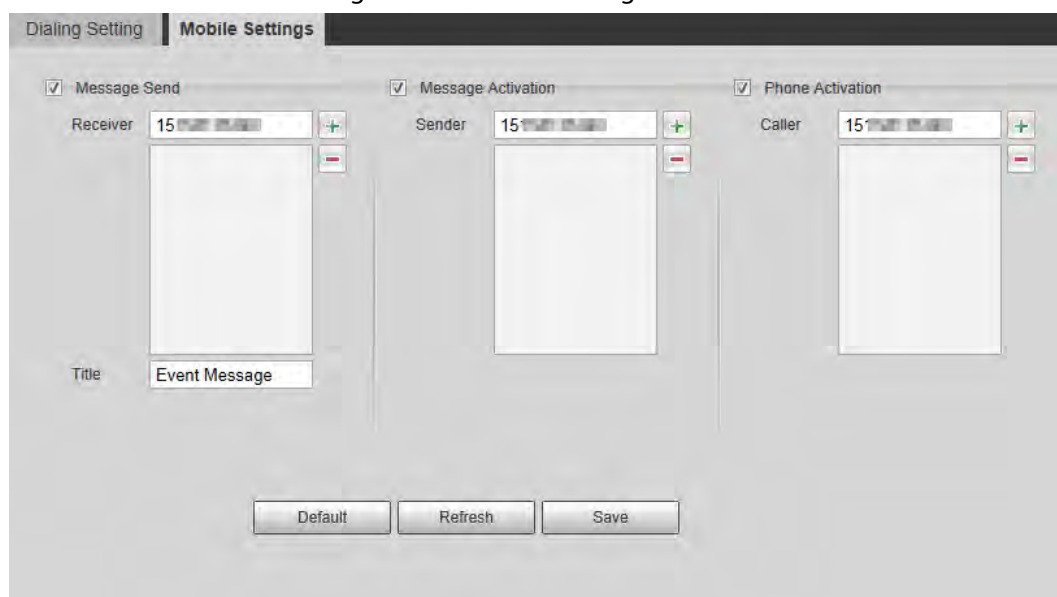 Dialing Setting Mobile Settings
Message Send Message Activation Phone Activation
Receiver 15 Sender 15 Caller 15
Title Event Message
Default Refresh Save